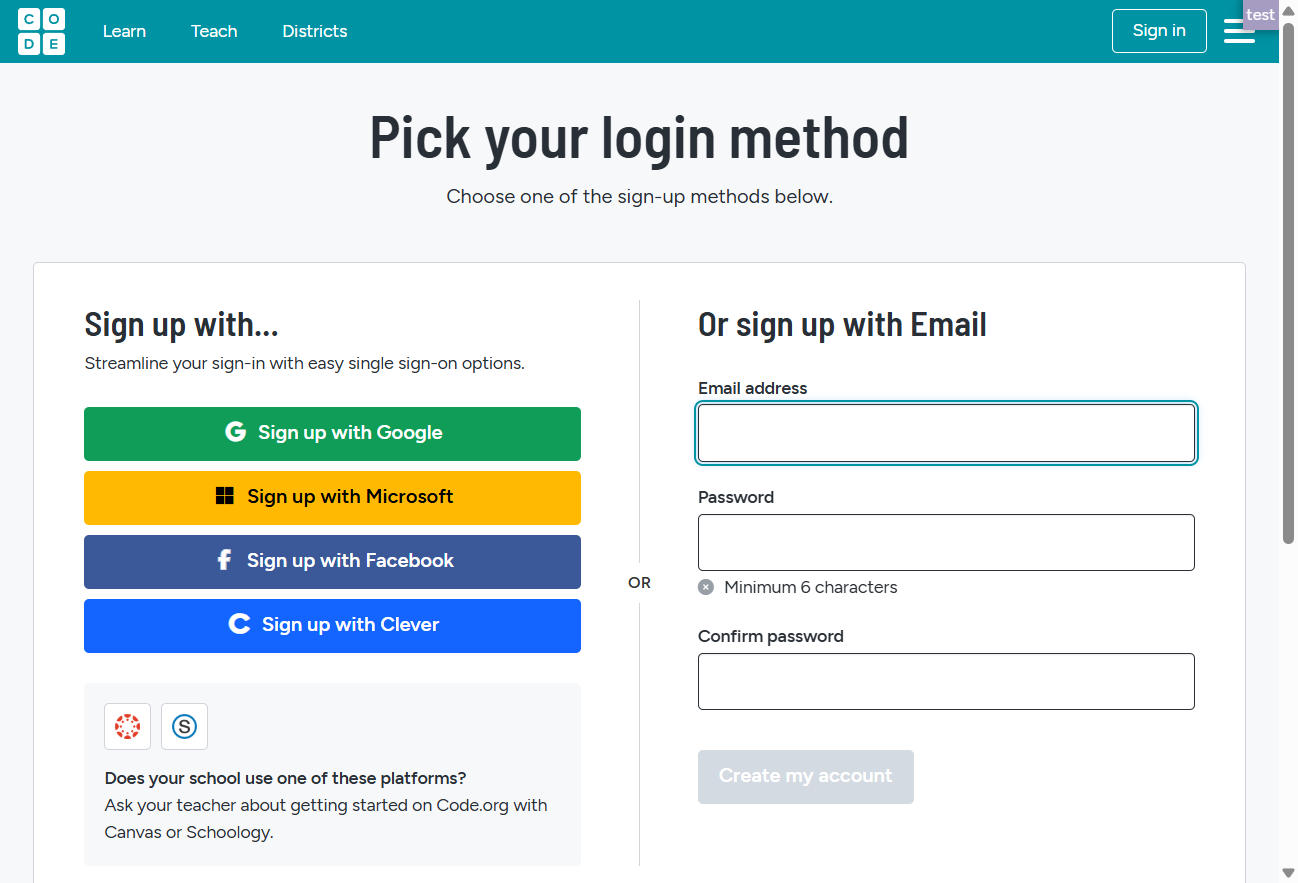 CO
DE
Learn
Teach
Districts
Sign in
test
Pick your login method
Choose one of the sign-up methods below.
Sign up with...
Streamline your sign-in with easy single sign-on options.
G Sign up with Google
Sign up with Microsoft
f Sign up with Facebook
C Sign up with Clever
S
Does your school use one of these platforms?
Ask your teacher about getting started on Code.org with
Canvas or Schoology.
OR
Or sign up with Email
Email address
Password
Minimum 6 characters
Confirm password
Create my account